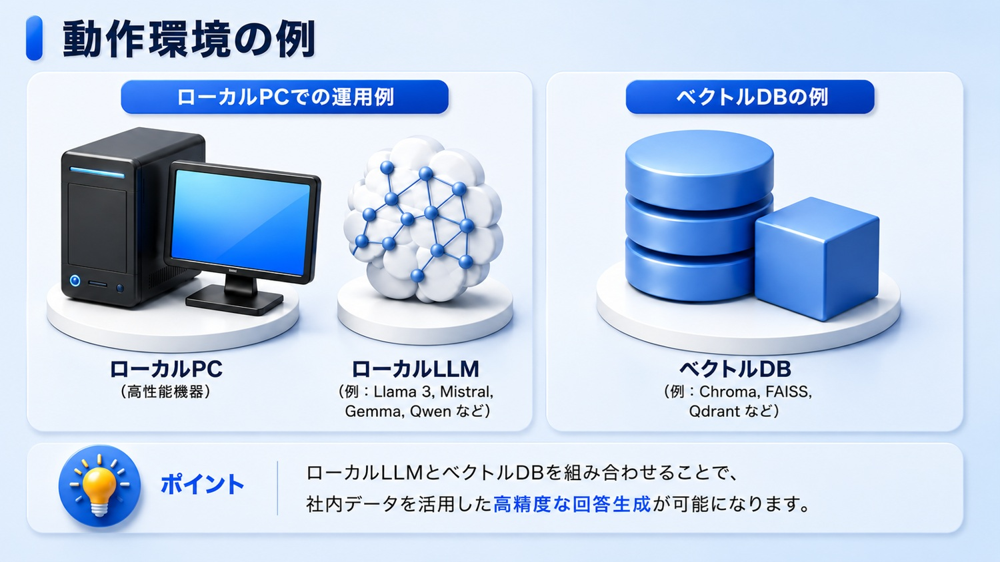 動作環境の例
ローカルPCでの運用例
ローカルPC
（高性能機器）
ローカルLLM
（例：Llama 3, Mistral,
Gemma, Qwen など）
ベクトルDBの例
ベクトルDB
（例：Chroma, FAISS,
Qdrant など）
ポイント
ローカルLLMとベクトルDBを組み合わせることで、
社内データを活用した高精度な回答生成が可能になります。